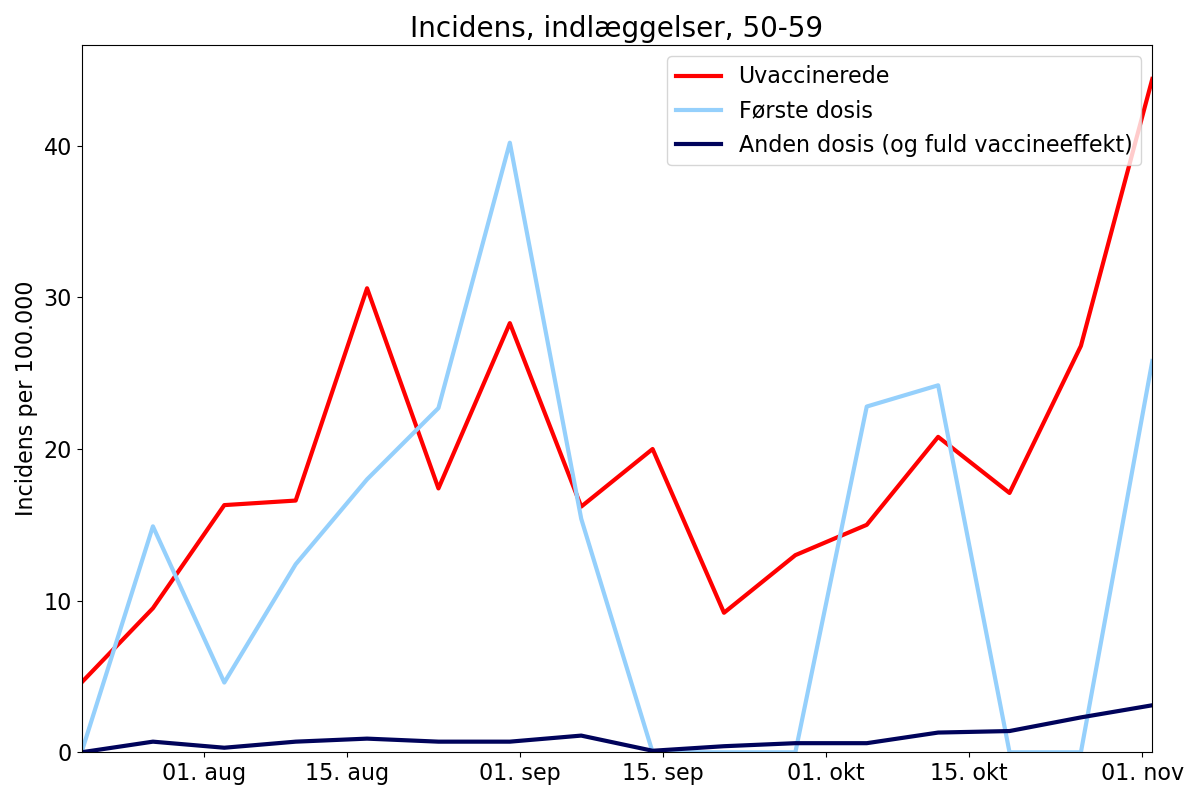 Incidens, indlæggelser, 50-59
Uvaccinerede
Første dosis
Anden dosis (og fuld vaccineeffekt)
Incidens per 100.000
40
30
20
10
0
01. aug
15. aug
01. sep
15. sep
01. okt
15. okt
01. nov